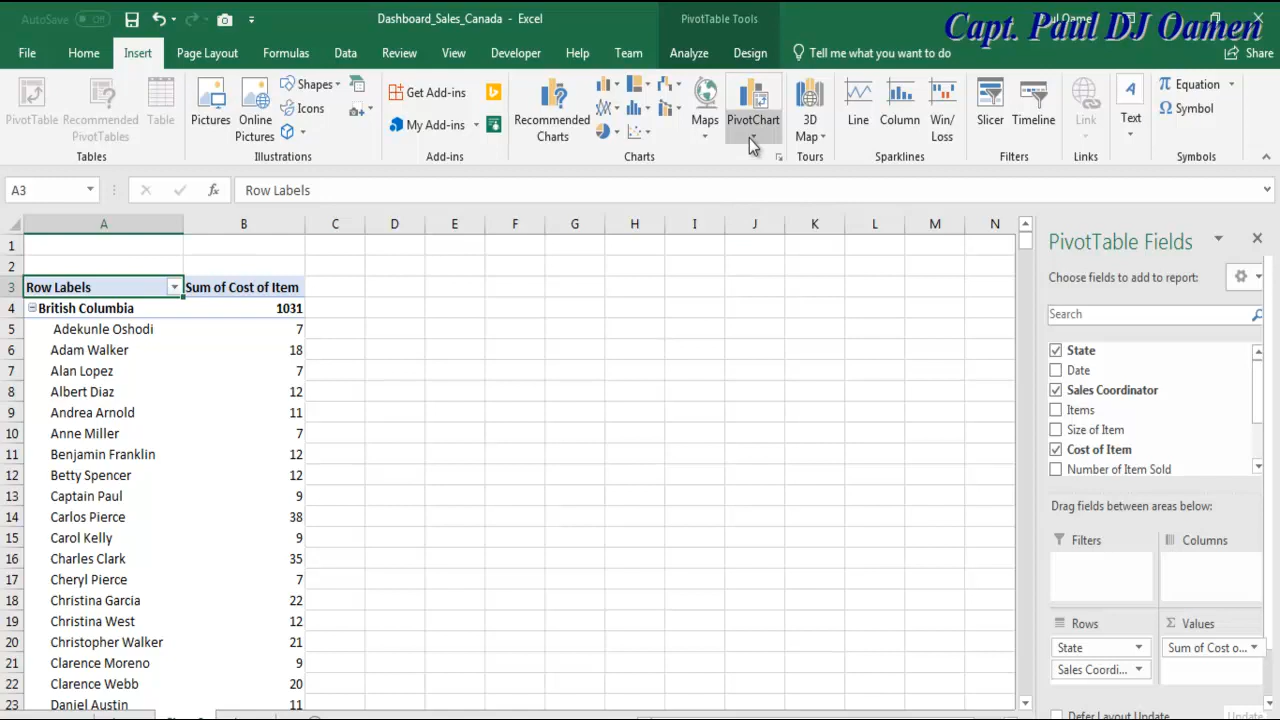 AutoSave Off
Dashboard_Sales_Canada - Excel
PivotTable Tools
Capt. Paul DJ Oamen
File Home Insert Page Layout Formulas Data Review View Developer Help Team Analyze Design Tell me what you want to do Share
PivotTable
Recommended PivotTables
Table
Tables
Pictures
Online Pictures
Shapes
Icons
Illustrations
Get Add-ins
My Add-ins
Add-ins
Recommended Charts
Maps
PivotChart
Charts
3D Map
Tours
Line
Column
Win/ Loss
Sparklines
Slicer
Timeline
Filters
Link
Links
Text
Equation
Symbol
Symbols
A3 fx Row Labels
A B C D E F G H I J K L M N
1
2
3 Row Labels Sum of Cost of Item
4 British Columbia 1031
5 Adekunle Oshodi 7
6 Adam Walker 18
7 Alan Lopez 7
8 Albert Diaz 12
9 Andrea Arnold 11
10 Anne Miller 7
11 Benjamin Franklin 12
12 Betty Spencer 12
13 Captain Paul 9
14 Carlos Pierce 38
15 Carol Kelly 9
16 Charles Clark 35
17 Cheryl Pierce 7
18 Christina Garcia 22
19 Christina West 12
20 Christopher Walker 21
21 Clarence Moreno 9
22 Clarence Webb 20
23 Daniel Austin 11
PivotTable Fields
Choose fields to add to report:
Search
State
Date
Sales Coordinator
Items
Size of Item
Cost of Item
Number of Item Sold
Drag fields between areas below:
Filters Columns
Rows Σ Values
State Sum of Cost o...
Sales Coordi...
Defer Layout Update Update